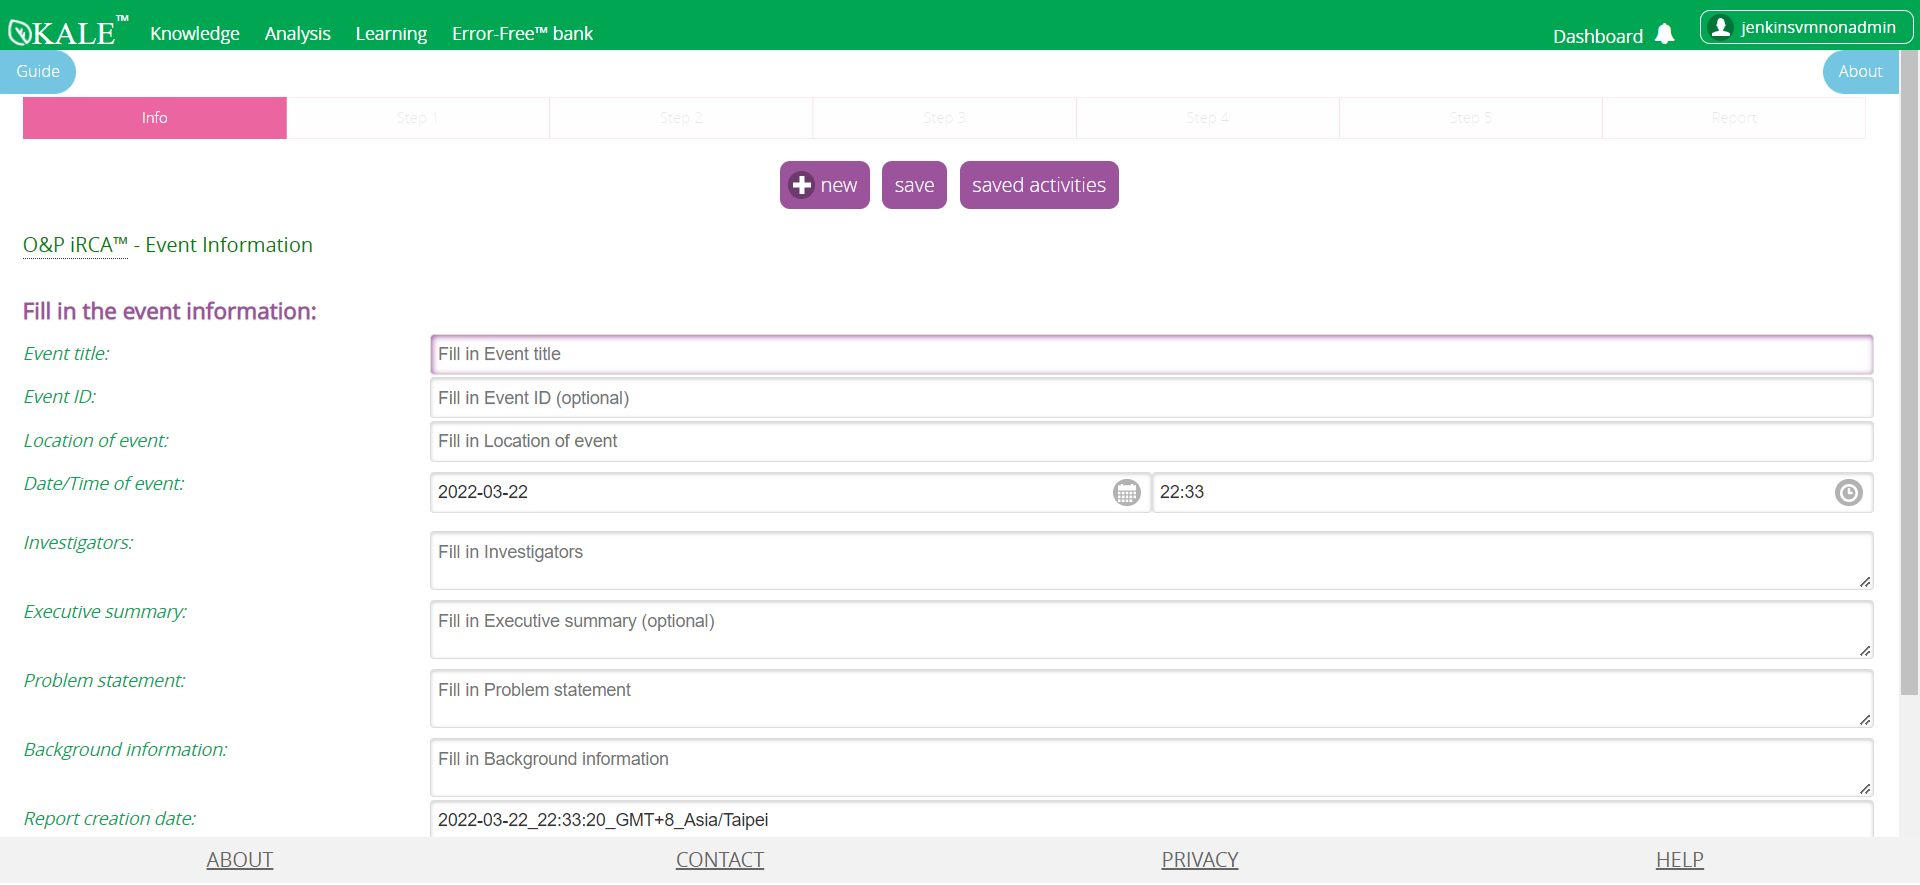 KALE™ Knowledge Analysis Learning Error-Free™ bank Dashboard jenkinsvmnonadmin
Guide About
Info Step 1 Step 2 Step 3 Step 4 Step 5 Report
new save saved activities
O&P iRCA™ - Event Information
Fill in the event information:
Event title: Fill in Event title
Event ID: Fill in Event ID (optional)
Location of event: Fill in Location of event
Date/Time of event: 2022-03-22 22:33
Investigators: Fill in Investigators
Executive summary: Fill in Executive summary (optional)
Problem statement: Fill in Problem statement
Background information: Fill in Background information
Report creation date: 2022-03-22_22:33:20_GMT+8_Asia/Taipei
ABOUT CONTACT PRIVACY HELP